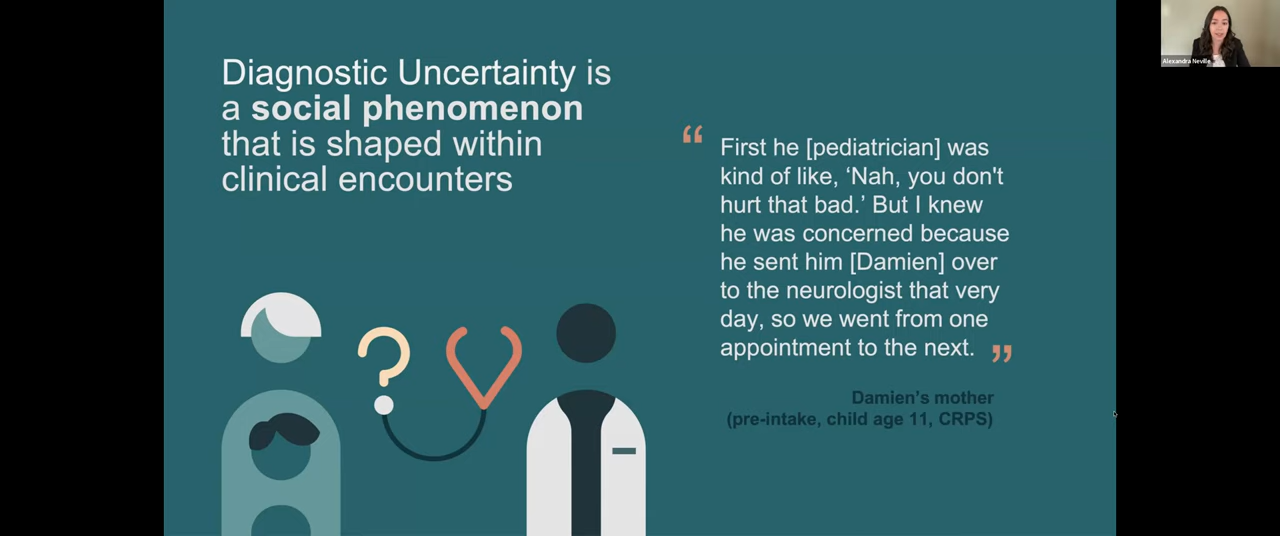 Diagnostic Uncertainty is
a social phenomenon
that is shaped within
clinical encounters
“
First he [pediatrician] was
kind of like, ‘Nah, you don't
hurt that bad.’ But I knew
he was concerned because
he sent him [Damien] over
to the neurologist that very
day, so we went from one
appointment to the next. ”
Damien's mother
(pre-intake, child age 11, CRPS)
Alexandra Neville